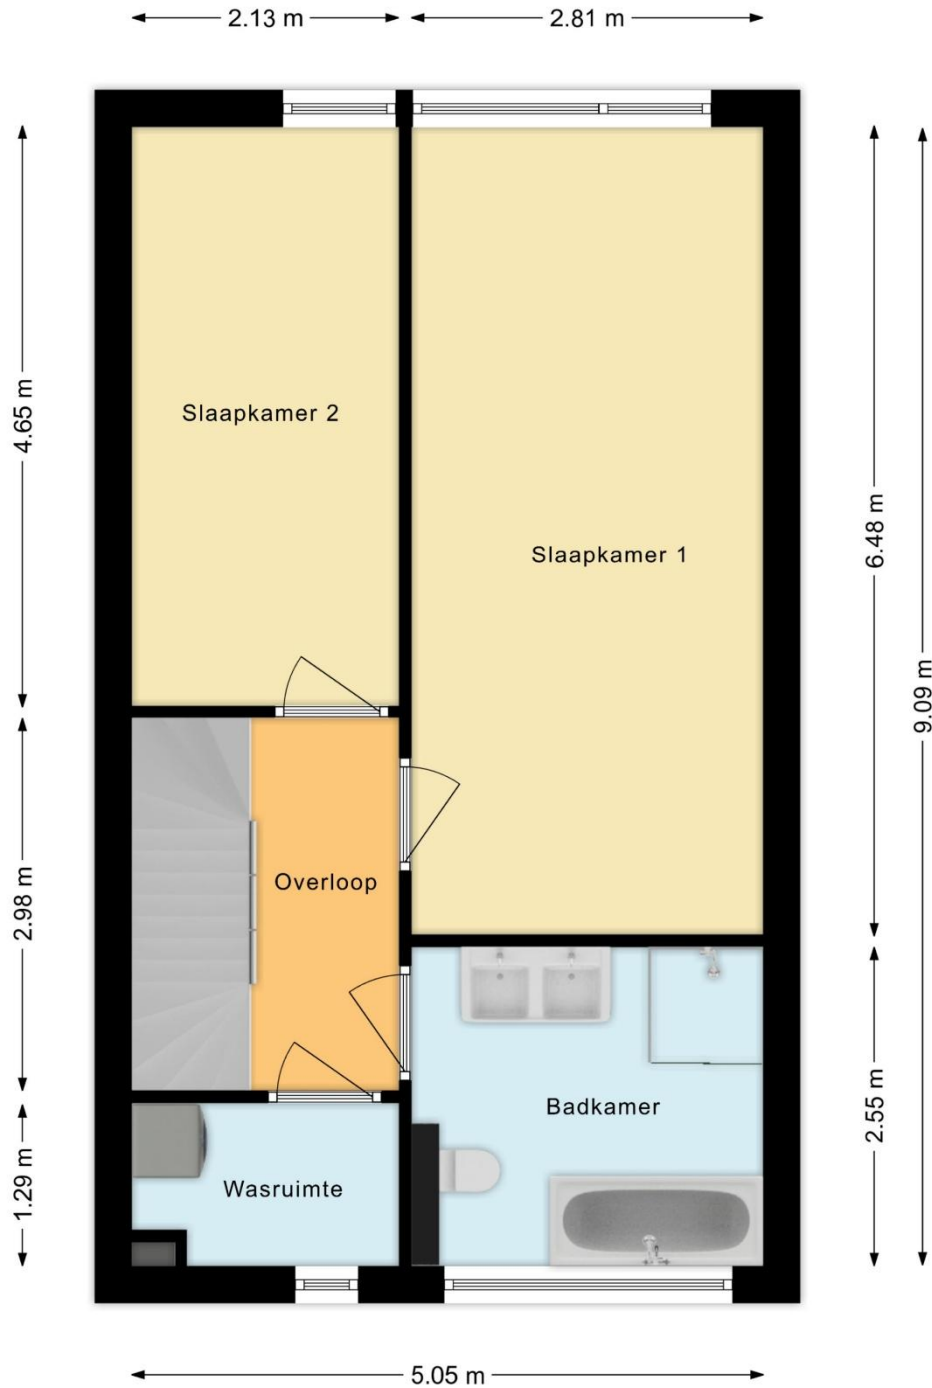 2.13 m
2.81 m
4.65 m
Slaapkamer 2
6.48 m
Slaapkamer 1
9.09 m
2.98 m
Overloop
2.55 m
Badkamer
1.29 m
Wasruimte
5.05 m